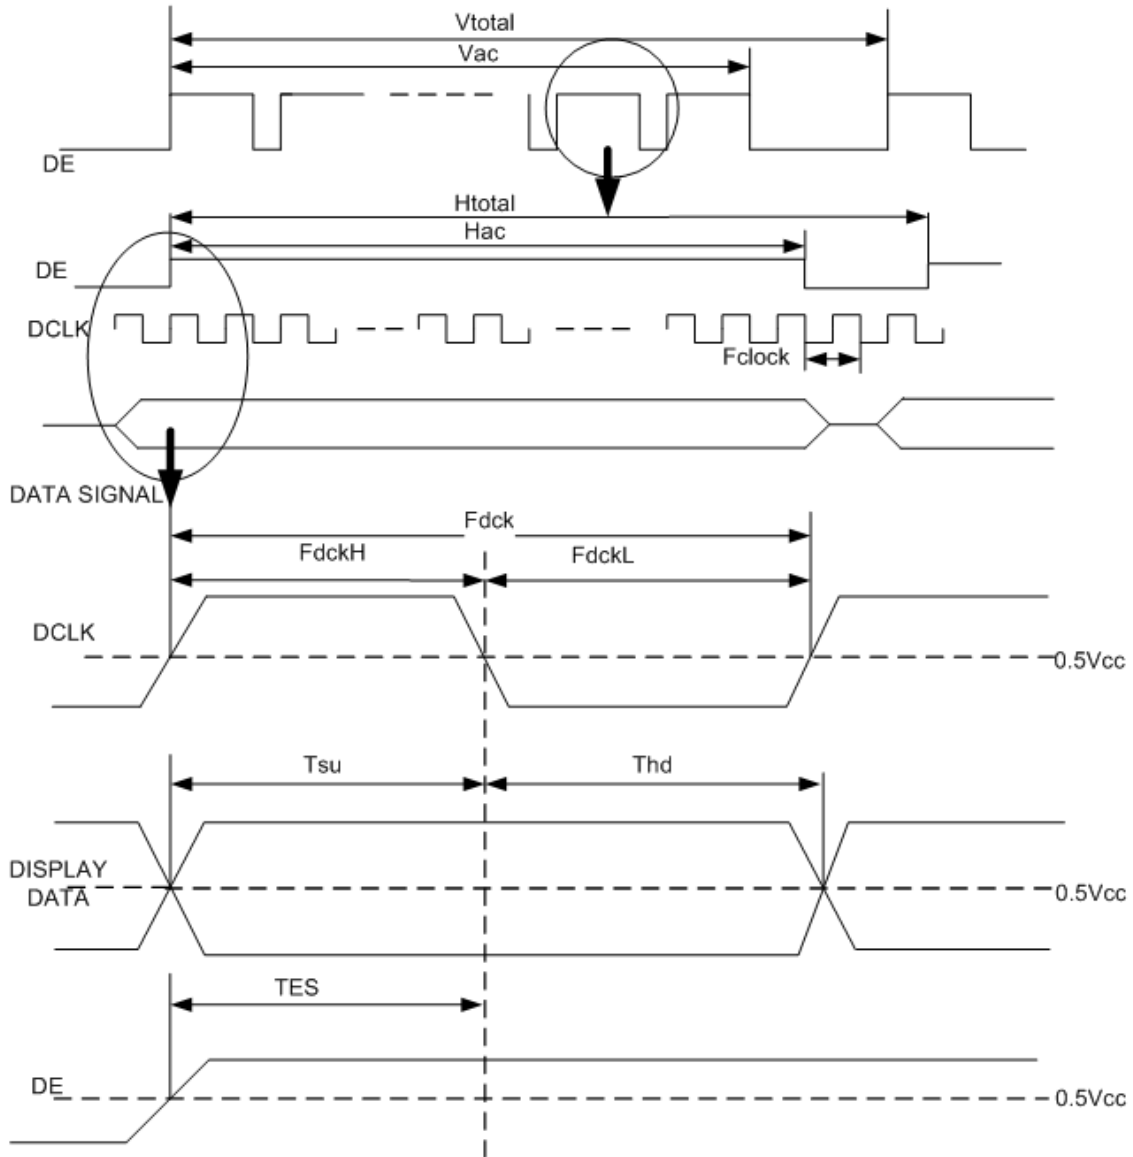 Vtotal
Vac
DE
Htotal
Hac
DE
DCLK
Fclock
DATA SIGNAL
Fdck
FdckH
FdckL
DCLK
0.5Vcc
Tsu
Thd
DISPLAY
DATA
0.5Vcc
TES
DE
0.5Vcc